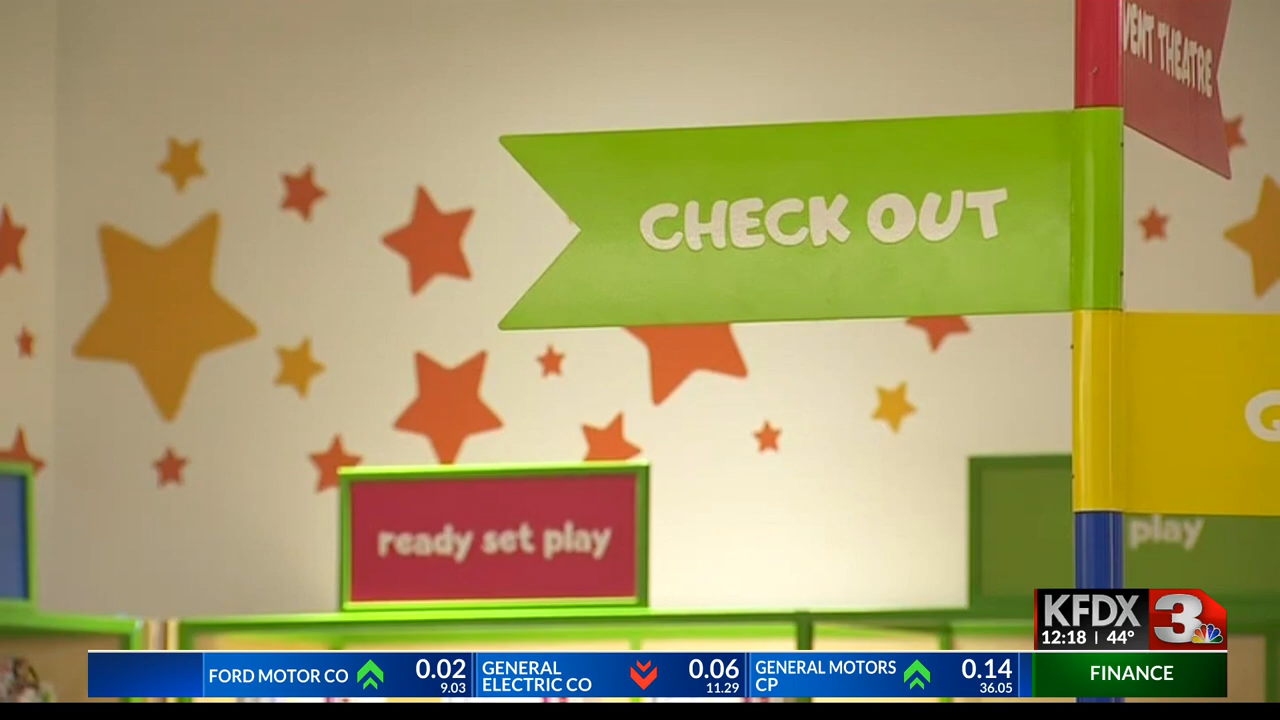 VENT THEATRE
CHECK OUT
ready set play
play
KFDX 3
12:18 | 44°
FORD MOTOR CO 0.02 9.03
GENERAL ELECTRIC CO 0.06 11.29
GENERAL MOTORS CP 0.14 36.05
FINANCE